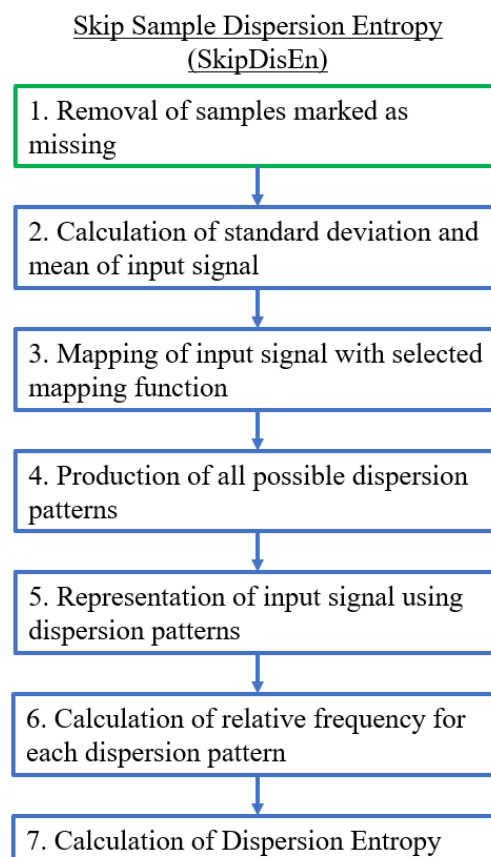 Skip Sample Dispersion Entropy
(SkipDisEn)
1. Removal of samples marked as
missing
2. Calculation of standard deviation and
mean of input signal
3. Mapping of input signal with selected
mapping function
4. Production of all possible dispersion
patterns
5. Representation of input signal using
dispersion patterns
6. Calculation of relative frequency for
each dispersion pattern
7. Calculation of Dispersion Entropy